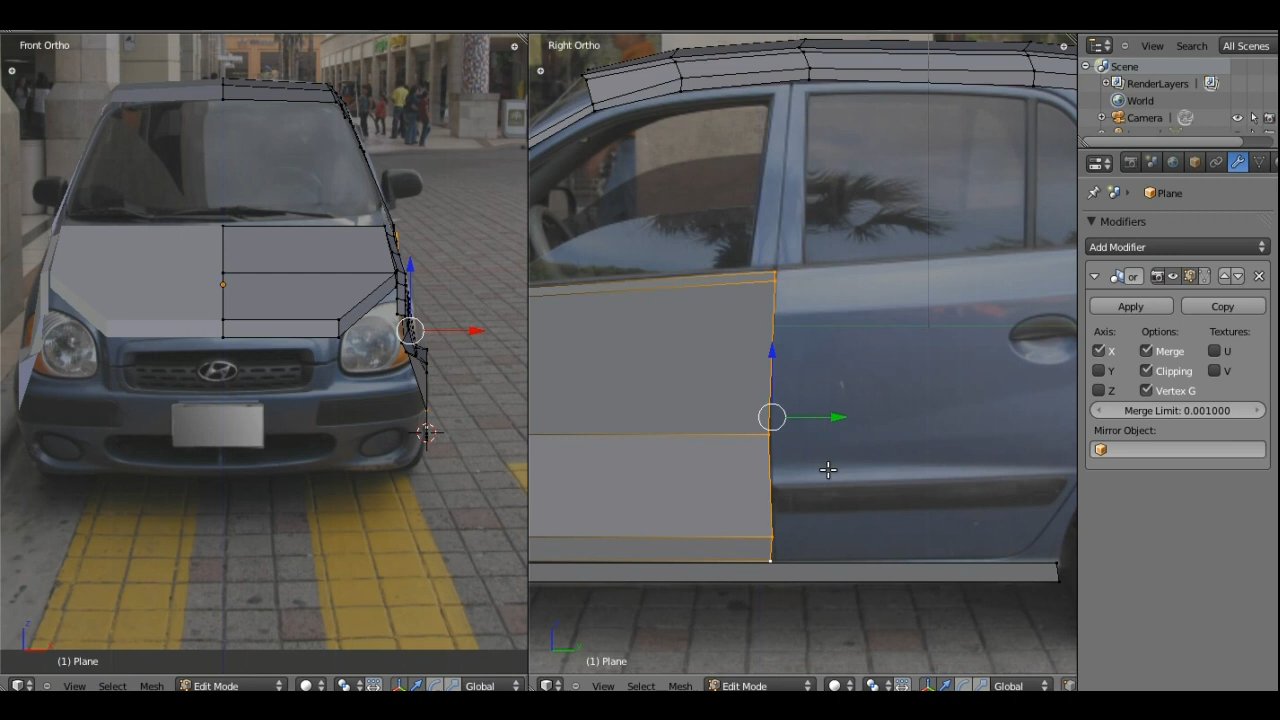 Front Ortho
Right Ortho
View Search All Scenes
Scene
RenderLayers
World
Camera
Plane
Modifiers
Add Modifier
or
Apply Copy
Axis: Options: Textures:
X Merge U
Y Clipping V
Z Vertex G
Merge Limit: 0.001000
Mirror Object:
z
(1) Plane
(1) Plane
View Select Mesh Edit Mode Global
View Select Mesh Edit Mode Global